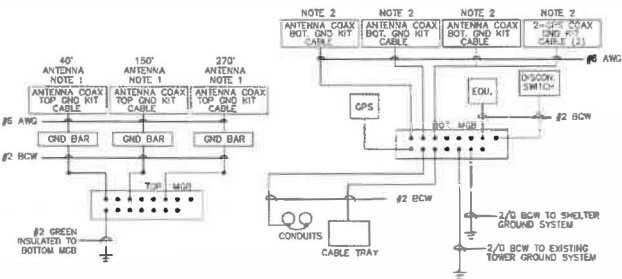 NOTE 2
NOTE 2
NOTE 2
NOTE 2
ANTENNA COAX
BOT. GND KIT
CABLE
ANTENNA COAX
BOT. GND KIT
CABLE
ANTENNA COAX
BOT. GND KIT
CABLE
2-GPS COAX
GND KIT
CABLE (2)
#6 AWG
40'
ANTENNA
NOTE 1
150'
ANTENNA
NOTE 1
270'
ANTENNA
NOTE 1
ANTENNA COAX
TOP GND KIT
CABLE
ANTENNA COAX
TOP GND KIT
CABLE
ANTENNA COAX
TOP GND KIT
CABLE
DISCON.
SWITCH
EQU.
GPS
#6 AWG
#2 BCW
GND BAR
GND BAR
GND BAR
BOT MGB
#2 BCW
TOP MGB
#2 BCW
#2 GREEN
INSULATED TO
BOTTOM MGB
CONDUITS
CABLE TRAY
2/0 BCW TO SHELTER
GROUND SYSTEM
2/0 BCW TO EXISTING
TOWER GROUND SYSTEM